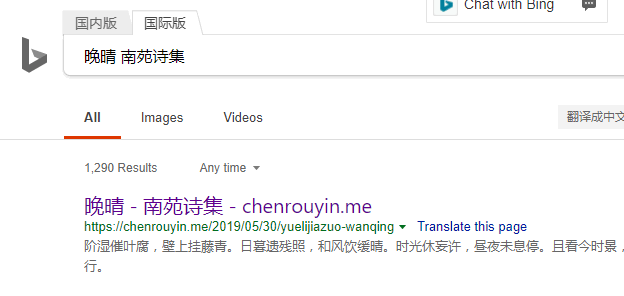 Chat with Bing
国内版 国际版
晚晴 南苑诗集
All Images Videos
翻译成中文
1,290 Results Any time
晚晴 - 南苑诗集 - chenrouyin.me
https://chenrouyin.me/2019/05/30/yuelijiazuo-wanqing Translate this page
阶湿催叶腐，壁上挂藤青。日暮遗残照，和风饮缓晴。时光休妄许，昼夜未息停。且看今时景，
行。